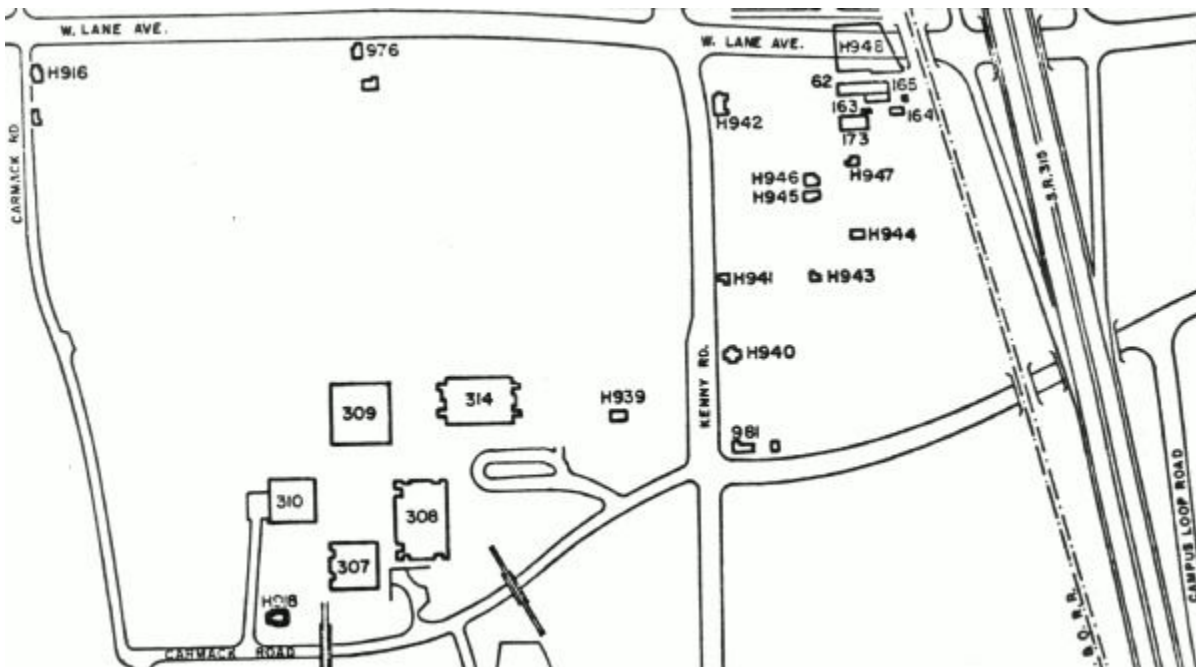 W. LANE AVE.
976
H916
CARMACK RD.
W. LANE AVE.
H948
62
165
163
164
H942
173
H947
H946
H945
S.R. 315
H944
H941
H943
KENNY RD.
H940
309
314
H939
981
310
308
307
H918
CARMACK ROAD
CAMPUS LOOP ROAD
R. R.